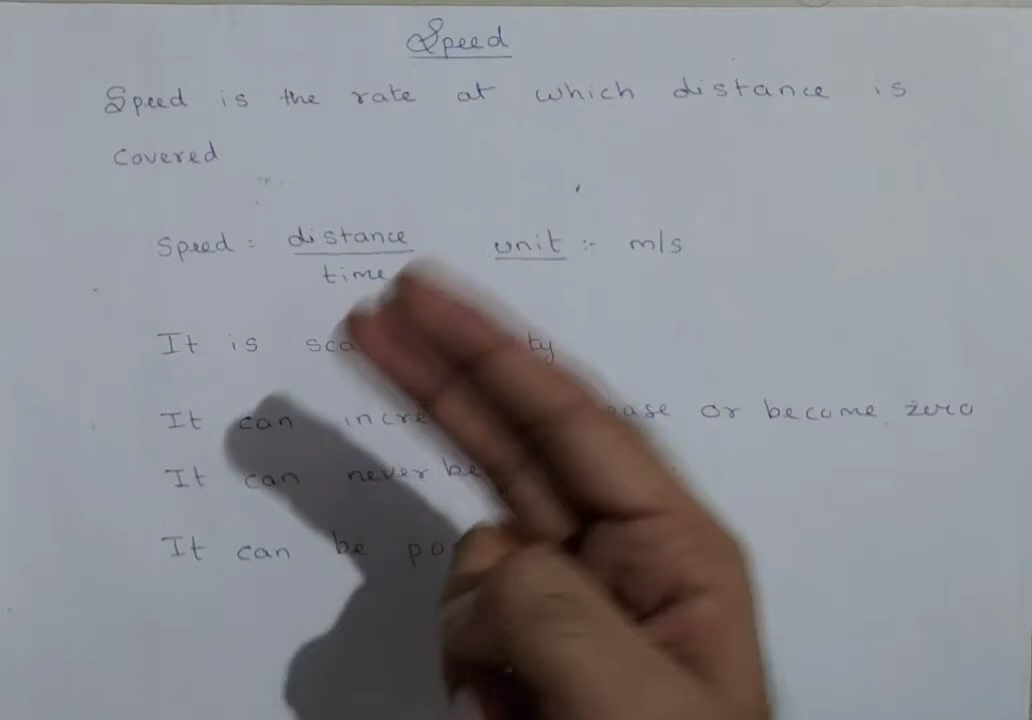 Speed
Speed is the rate at which distance is
covered
Speed = distance unit :- m/s
time
It is
It can or become zero
It can never
It can be